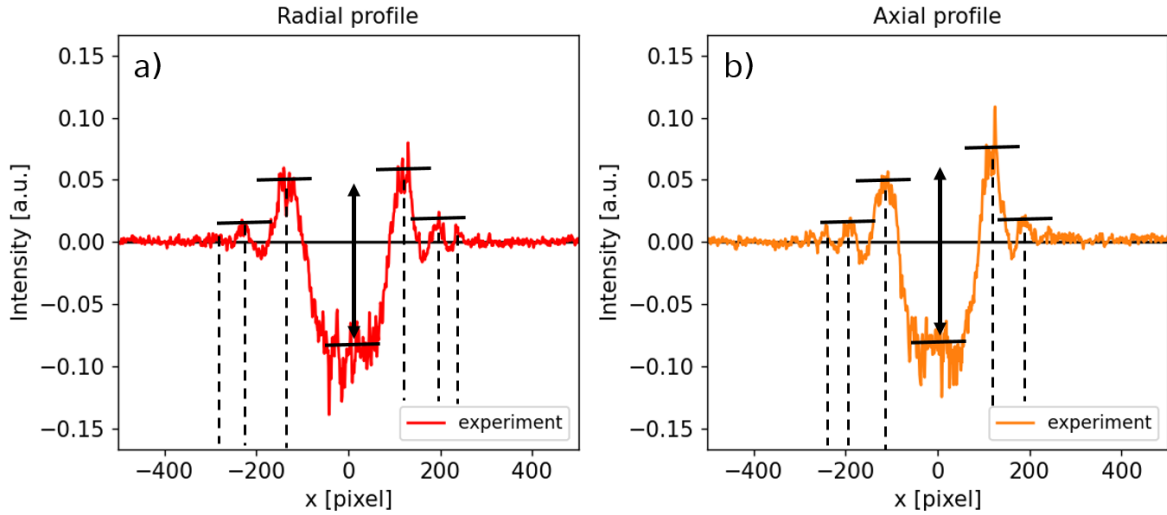 Radial profile
a)
Intensity [a.u.]
0.15
0.10
0.05
0.00
−0.05
−0.10
−0.15
experiment
−400
−200
0
200
400
x [pixel]
Axial profile
b)
Intensity [a.u.]
0.15
0.10
0.05
0.00
−0.05
−0.10
−0.15
experiment
−400
−200
0
200
400
x [pixel]